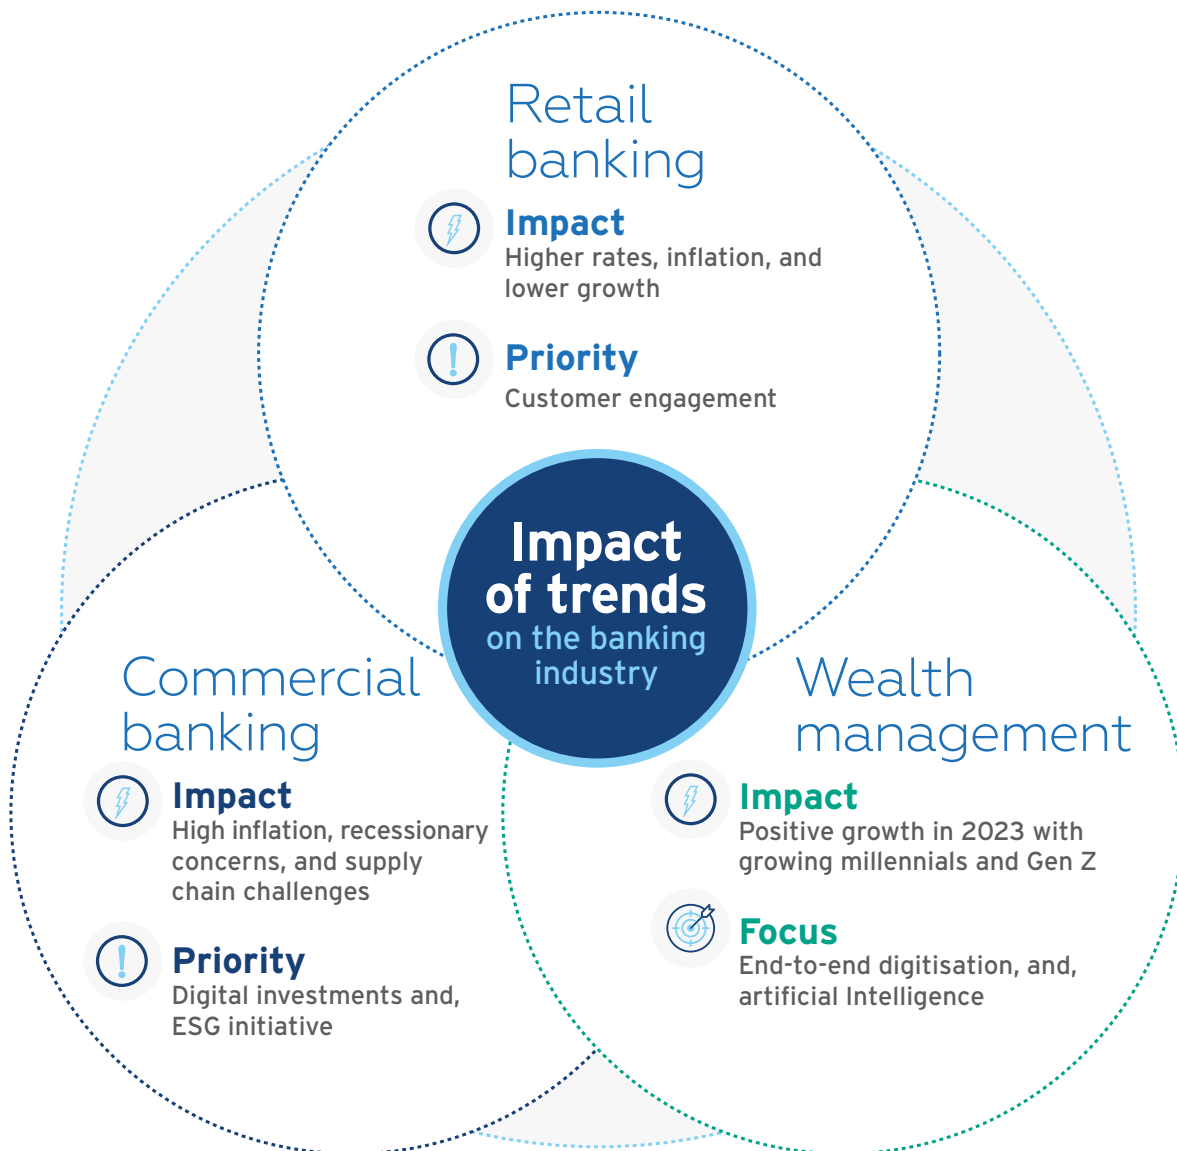 Retail
banking
Impact
Higher rates, inflation, and
lower growth
Priority
Customer engagement
Impact
of trends
on the banking
industry
Commercial
banking
Impact
High inflation, recessionary
concerns, and supply
chain challenges
Priority
Digital investments and,
ESG initiative
Wealth
management
Impact
Positive growth in 2023 with
growing millennials and Gen Z
Focus
End-to-end digitisation, and,
artificial Intelligence